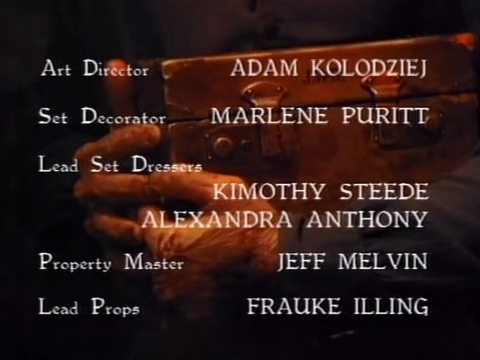 Art Director ADAM KOLODZIEJ
Set Decorator MARLENE PURITT
Lead Set Dressers
KIMOTHY STEEDE
ALEXANDRA ANTHONY
Property Master JEFF MELVIN
Lead Props FRAUKE ILLING